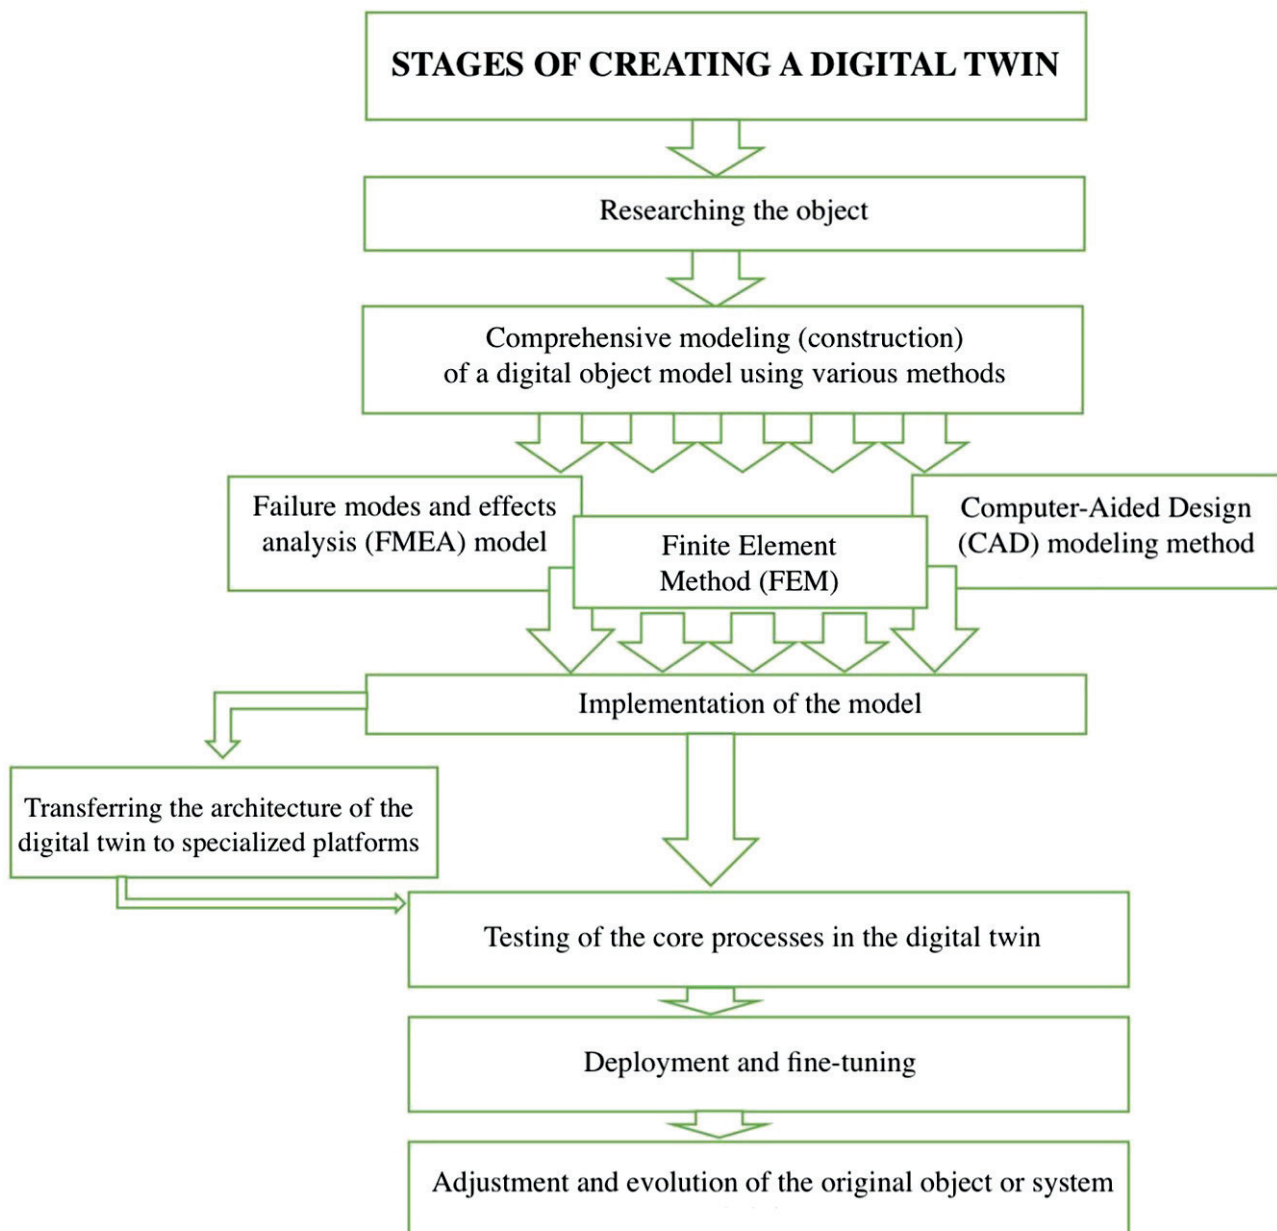 STAGES OF CREATING A DIGITAL TWIN
Researching the object
Comprehensive modeling (construction)
of a digital object model using various methods
Failure modes and effects
analysis (FMEA) model
Finite Element
Method (FEM)
Computer-Aided Design
(CAD) modeling method
Implementation of the model
Transferring the architecture of the
digital twin to specialized platforms
Testing of the core processes in the digital twin
Deployment and fine-tuning
Adjustment and evolution of the original object or system